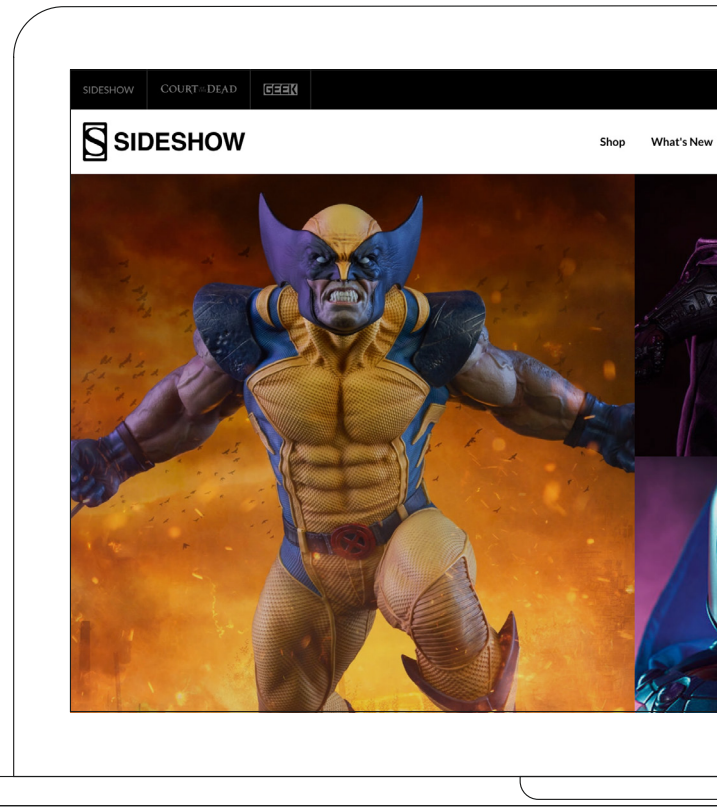 SIDESHOW
COURT OF THE DEAD
GEEK
SIDESHOW
Shop
What's New